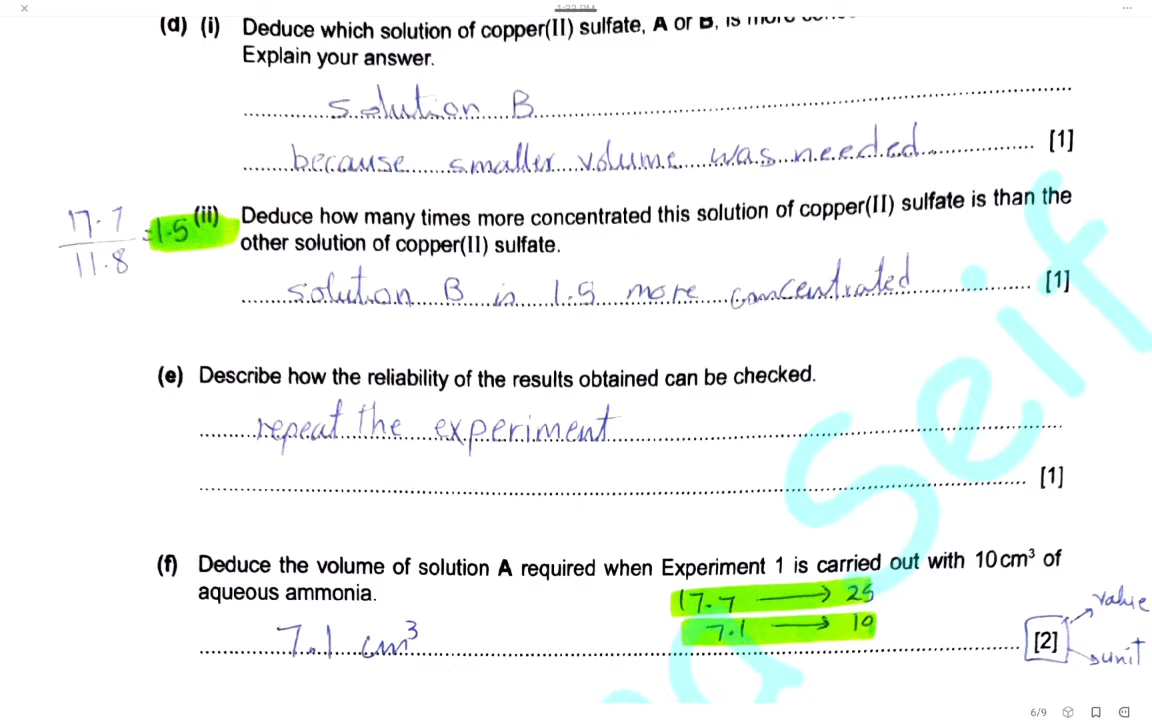 1:22 PM
(d) (i) Deduce which solution of copper(II) sulfate, A or B, is more
Explain your answer.
solution B
because smaller volume was needed
[1]
17.7
11.8
=1.5
(ii) Deduce how many times more concentrated this solution of copper(II) sulfate is than the
other solution of copper(II) sulfate.
solution B is 1.5 more concentrated
[1]
(e) Describe how the reliability of the results obtained can be checked.
repeat the experiment
[1]
(f) Deduce the volume of solution A required when Experiment 1 is carried out with 10 cm³ of
aqueous ammonia.
17.7 → 25
7.1 → 10
value
7.1 cm³
[2]
unit
Seif
6/9